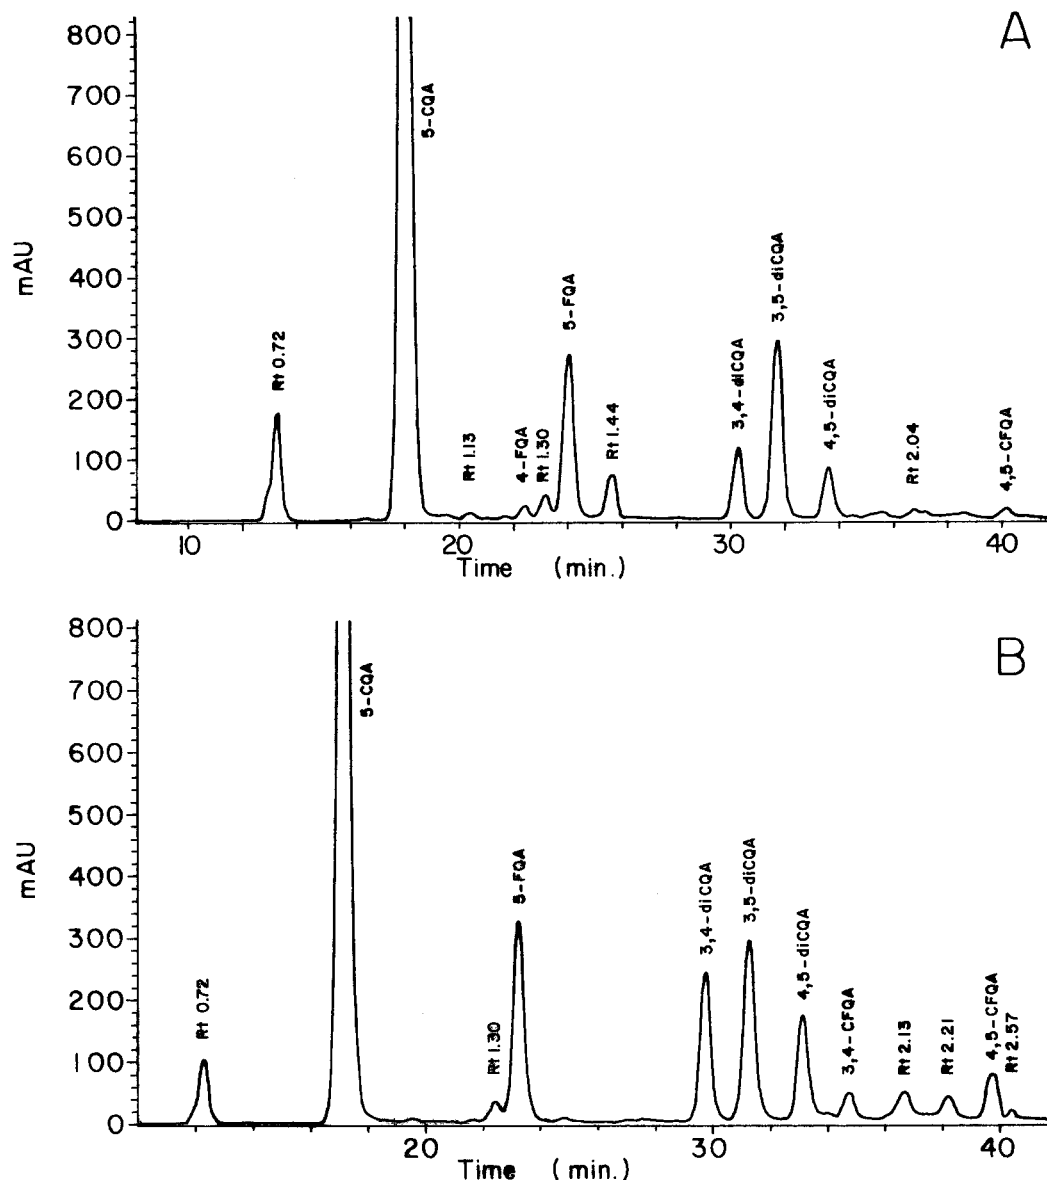 A
800
700
600
500
400
300
200
100
0
mAU
Rt 0.72
5-CQA
Rt 1.13
4-FQA
Rt 1.30
5-FQA
Rt 1.44
3,4-diCQA
3,5-diCQA
4,5-diCQA
Rt 2.04
4,5-CFQA
10 20 30 40
Time (min.)
B
800
700
600
500
400
300
200
100
0
mAU
Rt 0.72
5-CQA
Rt 1.30
5-FQA
3,4-diCQA
3,5-diCQA
4,5-diCQA
3,4-CFQA
Rt 2.13
Rt 2.21
4,5-CFQA
Rt 2.57
20 30 40
Time (min.)